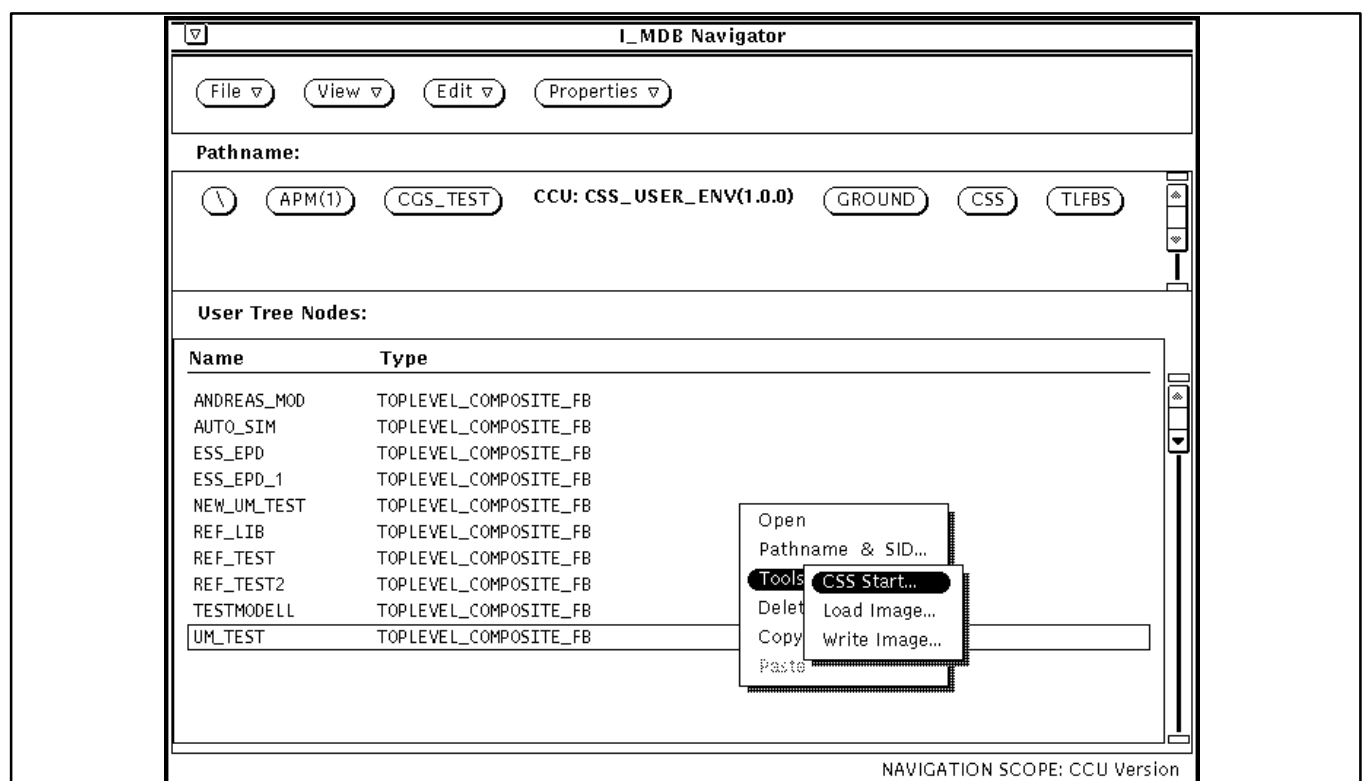 I_MDB Navigator
File View Edit Properties
Pathname:
\ APM(1) CGS_TEST CCU: CSS_USER_ENV(1.0.0) GROUND CSS TLFBS
User Tree Nodes:
Name Type
ANDREAS_MOD TOPLEVEL_COMPOSITE_FB
AUTO_SIM TOPLEVEL_COMPOSITE_FB
ESS_EPD TOPLEVEL_COMPOSITE_FB
ESS_EPD_1 TOPLEVEL_COMPOSITE_FB
NEW_UM_TEST TOPLEVEL_COMPOSITE_FB
REF_LIB TOPLEVEL_COMPOSITE_FB
REF_TEST TOPLEVEL_COMPOSITE_FB
REF_TEST2 TOPLEVEL_COMPOSITE_FB
TESTMODELL TOPLEVEL_COMPOSITE_FB
UM_TEST TOPLEVEL_COMPOSITE_FB
Open
Pathname & SID...
Tools
Delet
Copy
Paste
CSS Start...
Load Image...
Write Image...
NAVIGATION SCOPE: CCU Version